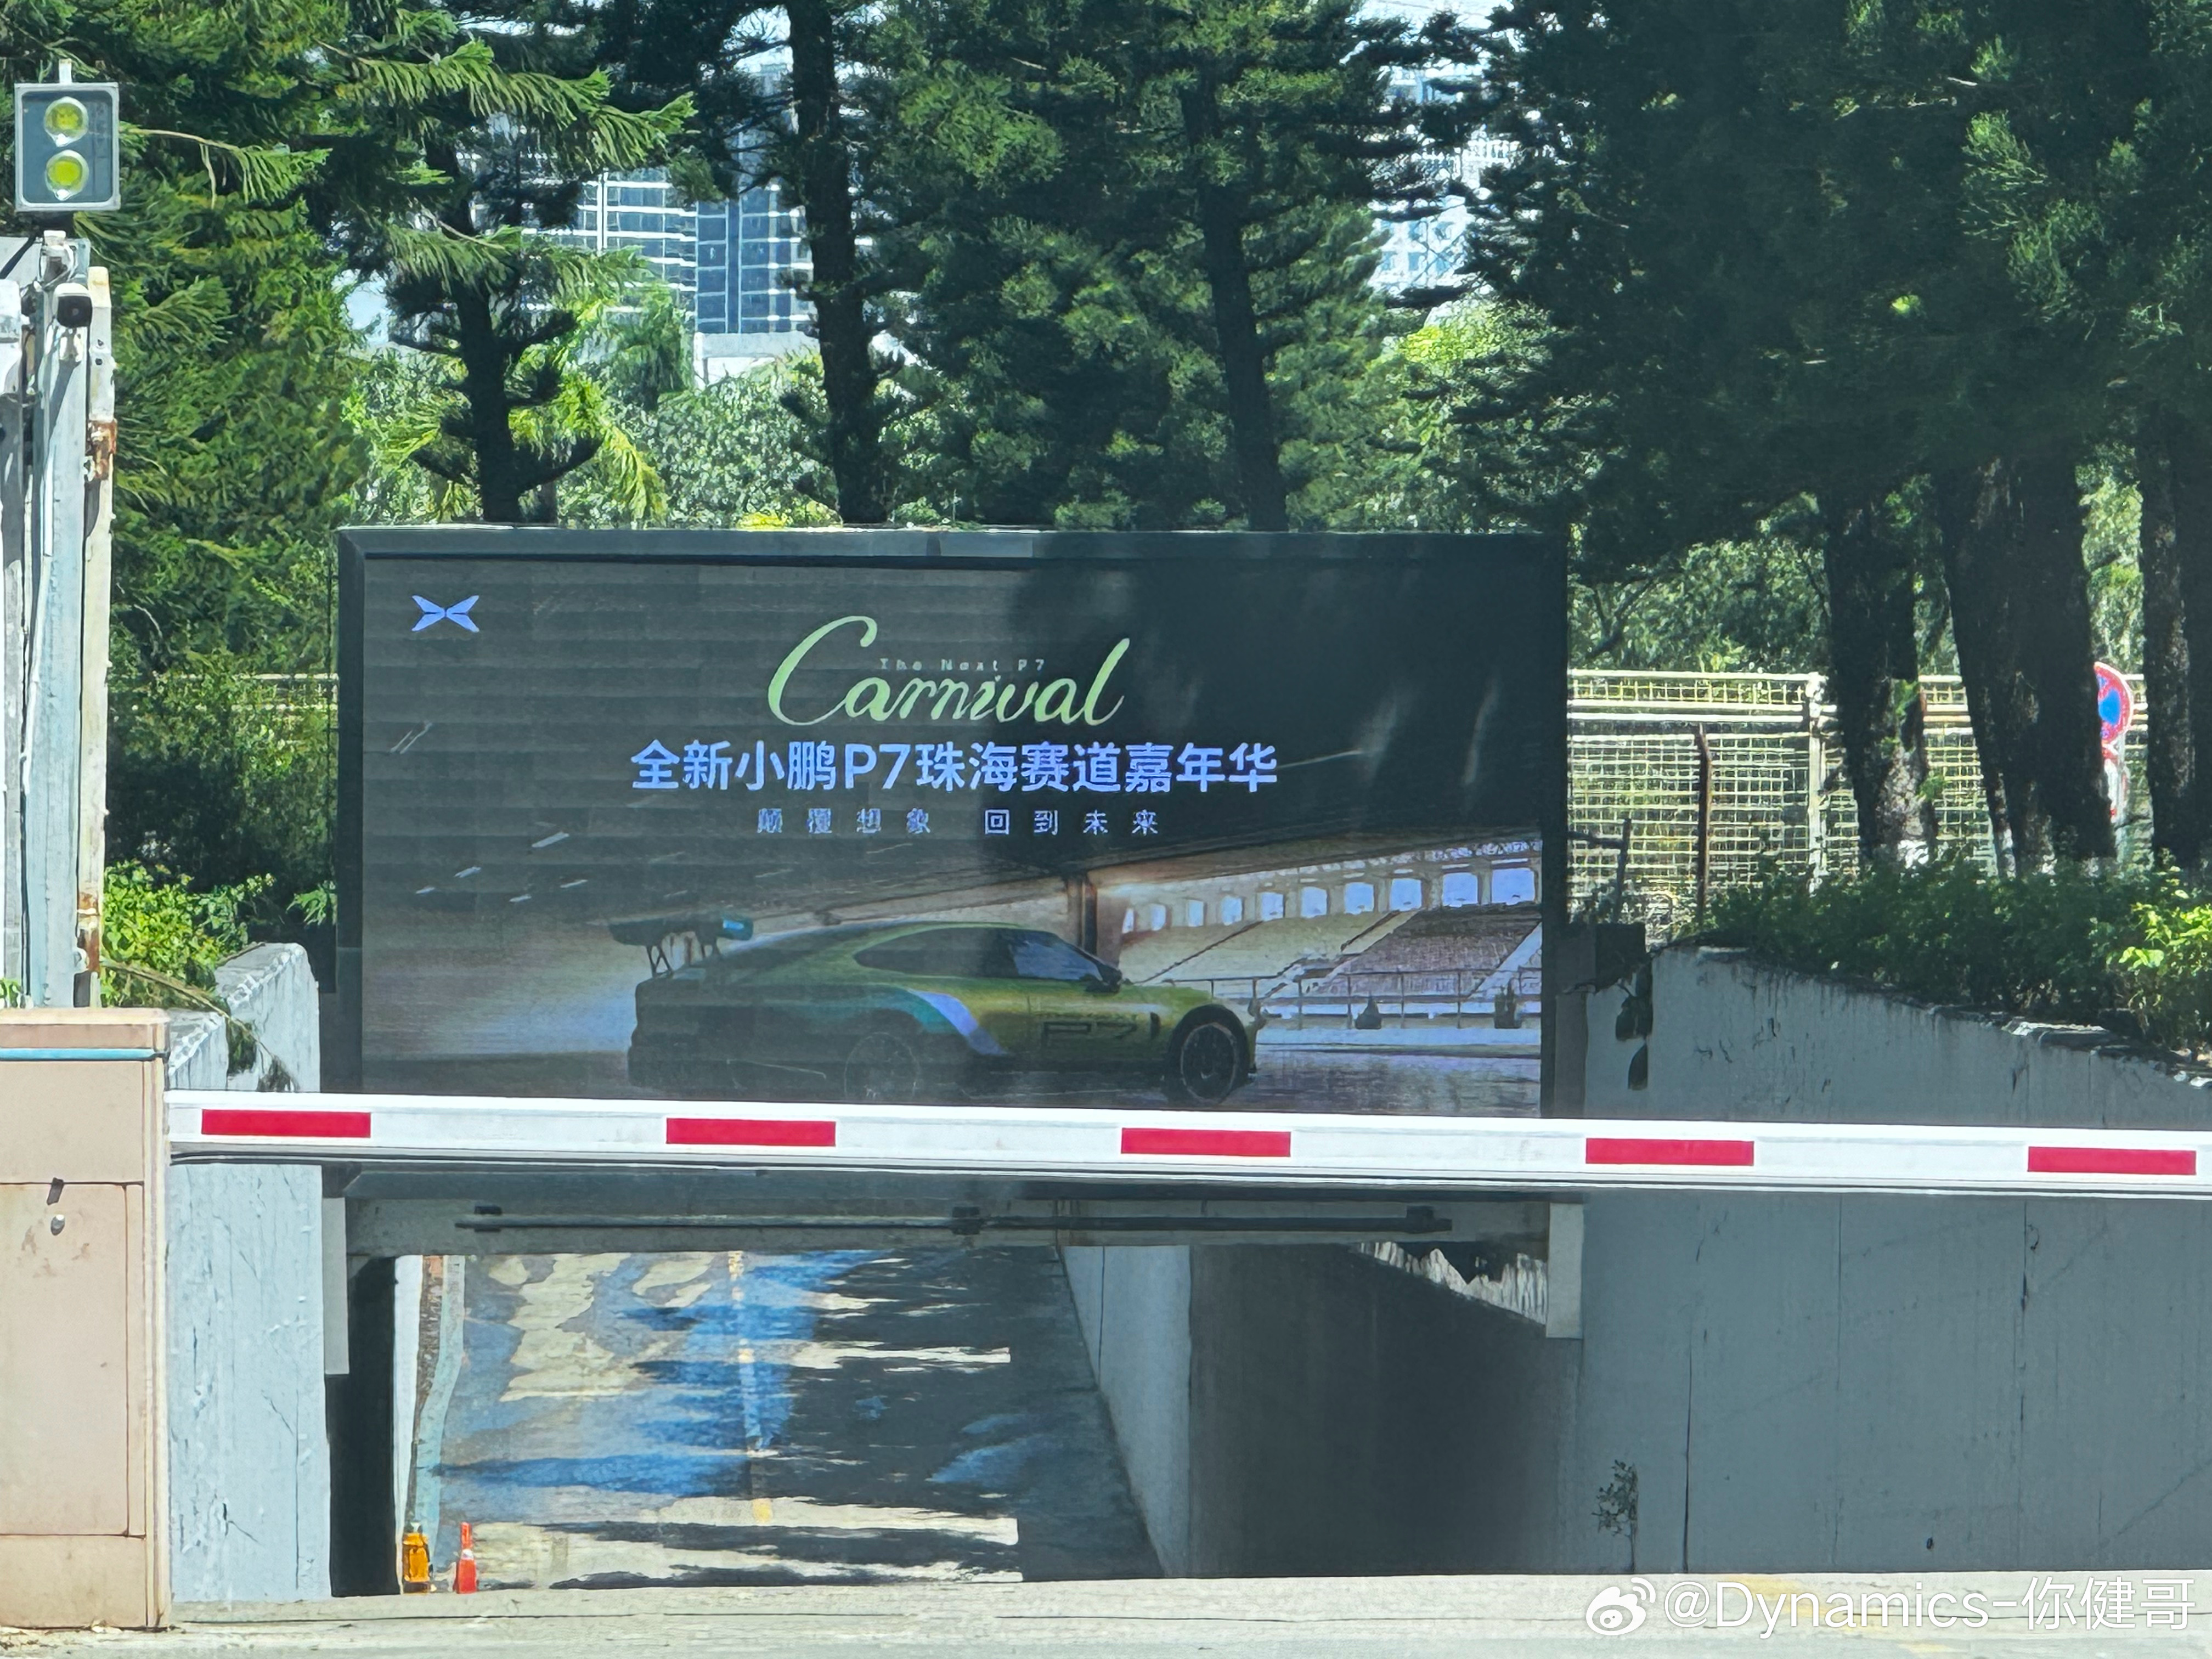 The Next P7
Carnival
全新小鹏P7珠海赛道嘉年华
颠覆想象 回到未来
P7
@Dynamics-你健哥